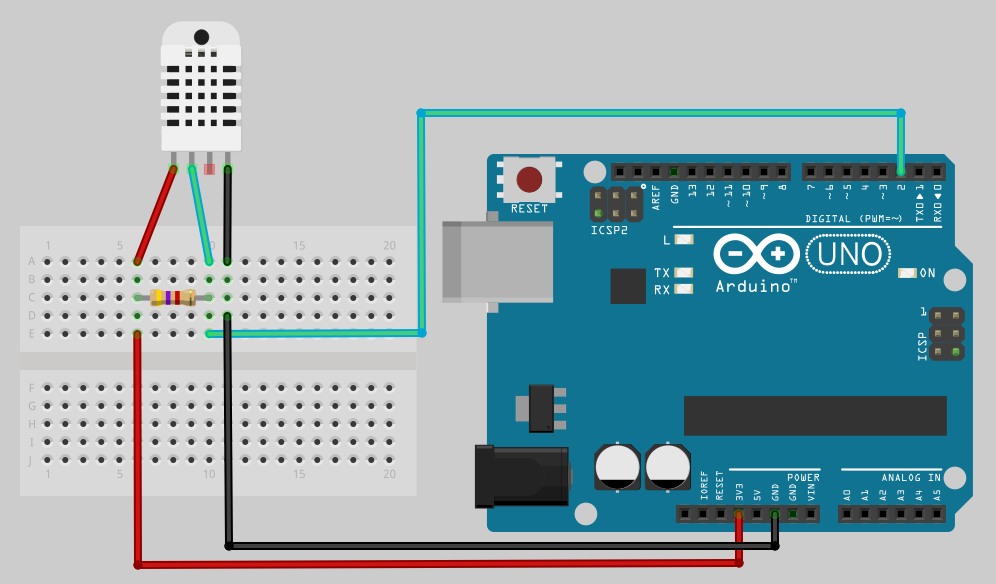 RESET
ICSP2
AREF
GND
13
12
~11
~10
~9
8
7
~6
~5
4
~3
2
TX0▶1
RX0◀0
DIGITAL (PWM=~)
L
TX
RX
UNO
Arduino™
ON
1
ICSP
1 5 10 15 20
A
B
C
D
E
F
G
H
I
J
1 5 10 15 20
POWER
ANALOG IN
IOREF
RESET
3V3
5V
GND
GND
VIN
A0
A1
A2
A3
A4
A5